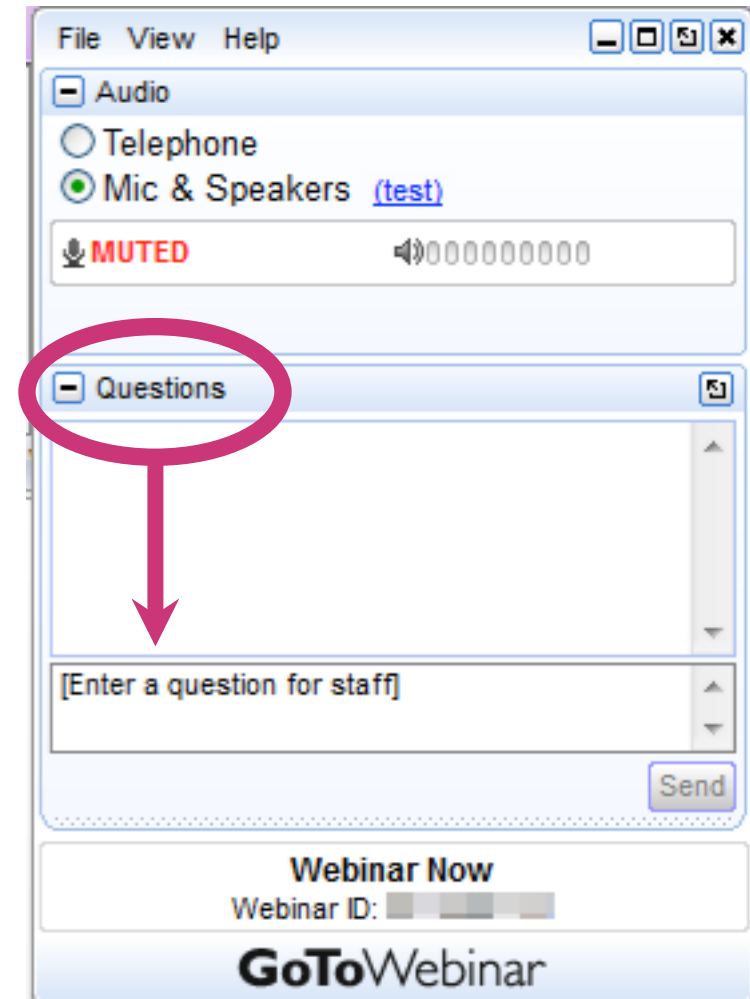 File View Help
Audio
Telephone
Mic & Speakers (test)
MUTED
Questions
[Enter a question for staff]
Send
Webinar Now
Webinar ID:
GoToWebinar